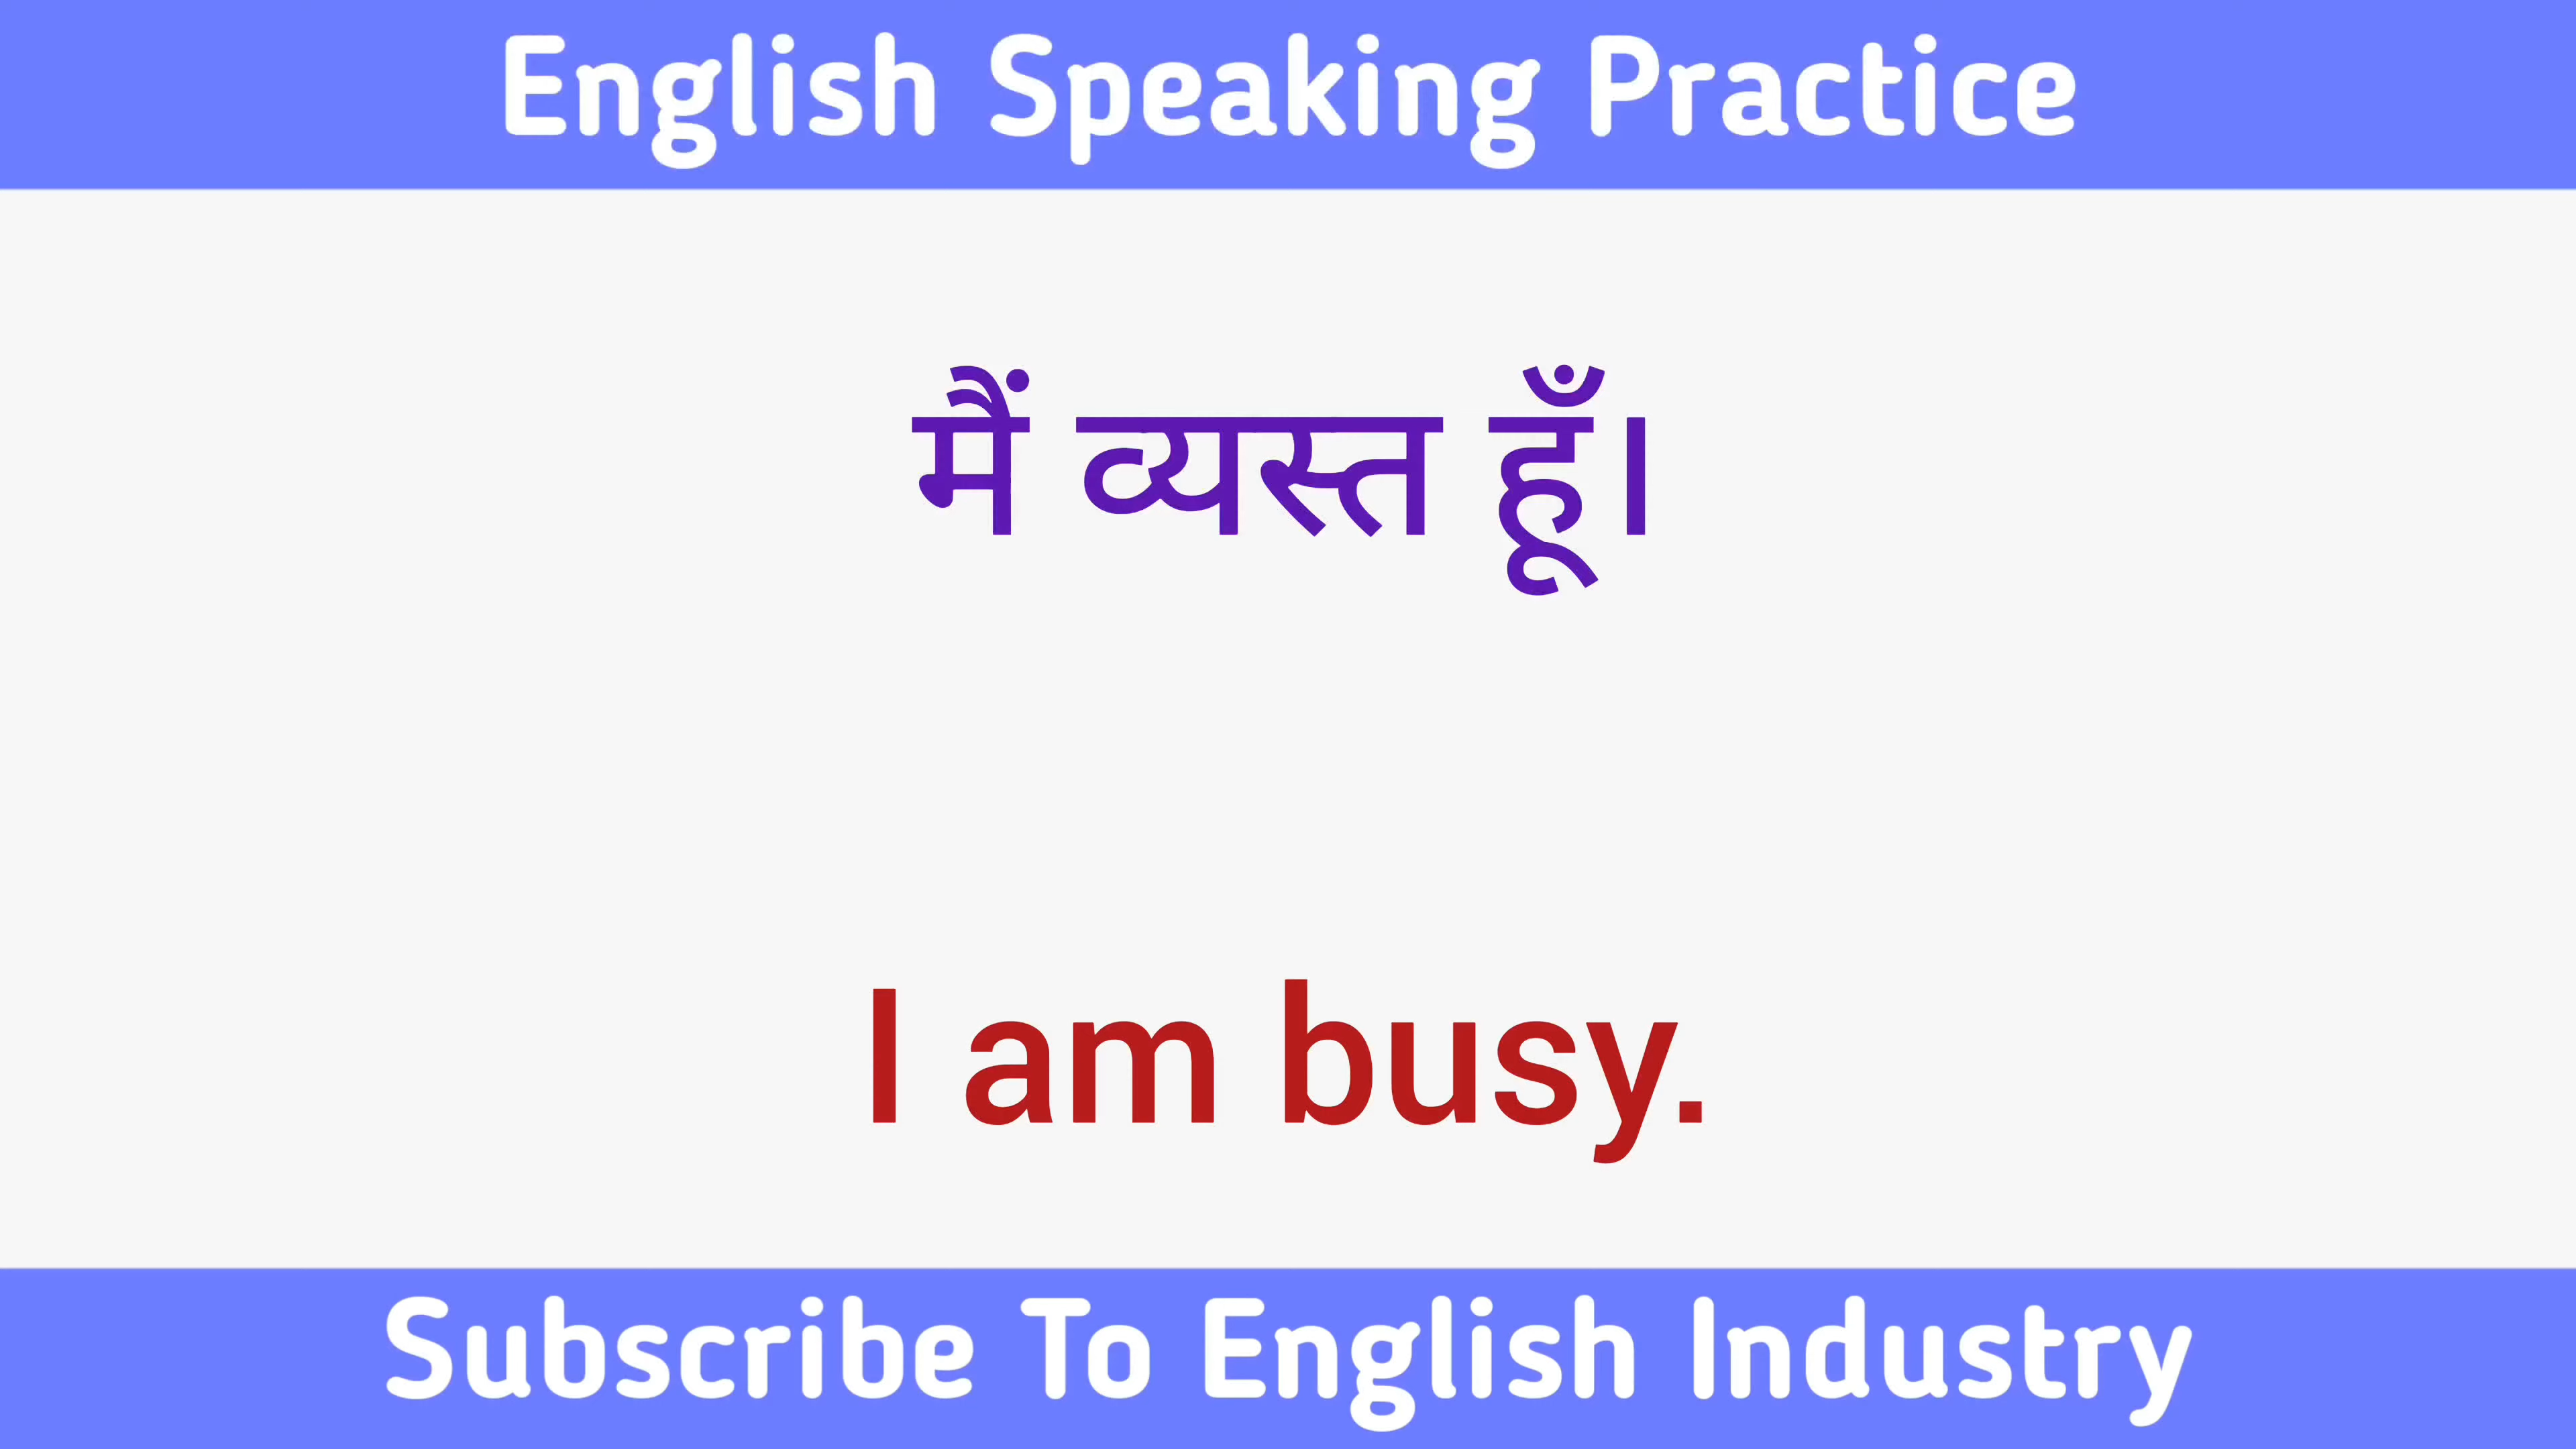 English Speaking Practice
मैं व्यस्त हूँ।
I am busy.
Subscribe To English Industry